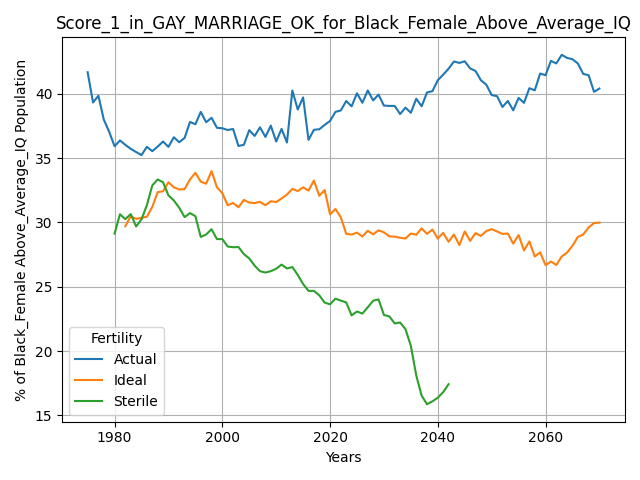 Score_1_in_GAY_MARRIAGE_OK_for_Black_Female_Above_Average_IQ
% of Black_Female Above_Average_IQ Population
40
35
30
25
20
15
Fertility
Actual
Ideal
Sterile
1980
2000
2020
2040
2060
Years